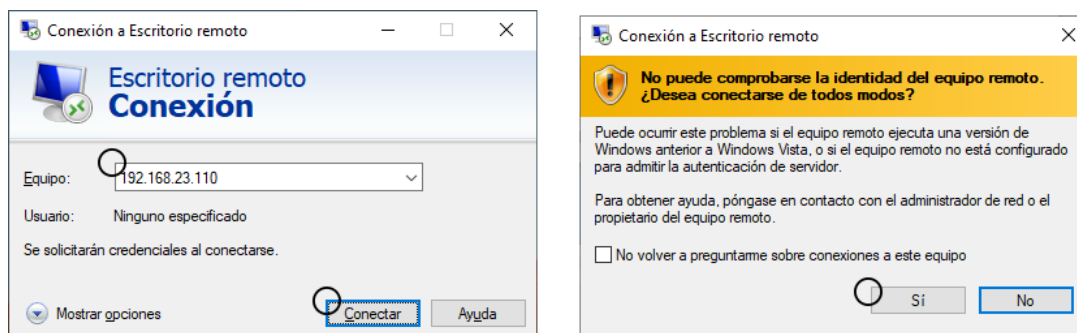 Conexión a Escritorio remoto
Escritorio remoto
Conexión
Equipo: 192.168.23.110
Usuario: Ninguno especificado
Se solicitarán credenciales al conectarse.
Mostrar opciones Conectar Ayuda
Conexión a Escritorio remoto
No puede comprobarse la identidad del equipo remoto.
¿Desea conectarse de todos modos?
Puede ocurrir este problema si el equipo remoto ejecuta una versión de
Windows anterior a Windows Vista, o si el equipo remoto no está configurado
para admitir la autenticación de servidor.
Para obtener ayuda, póngase en contacto con el administrador de red o el
propietario del equipo remoto.
No volver a preguntarme sobre conexiones a este equipo
Sí No